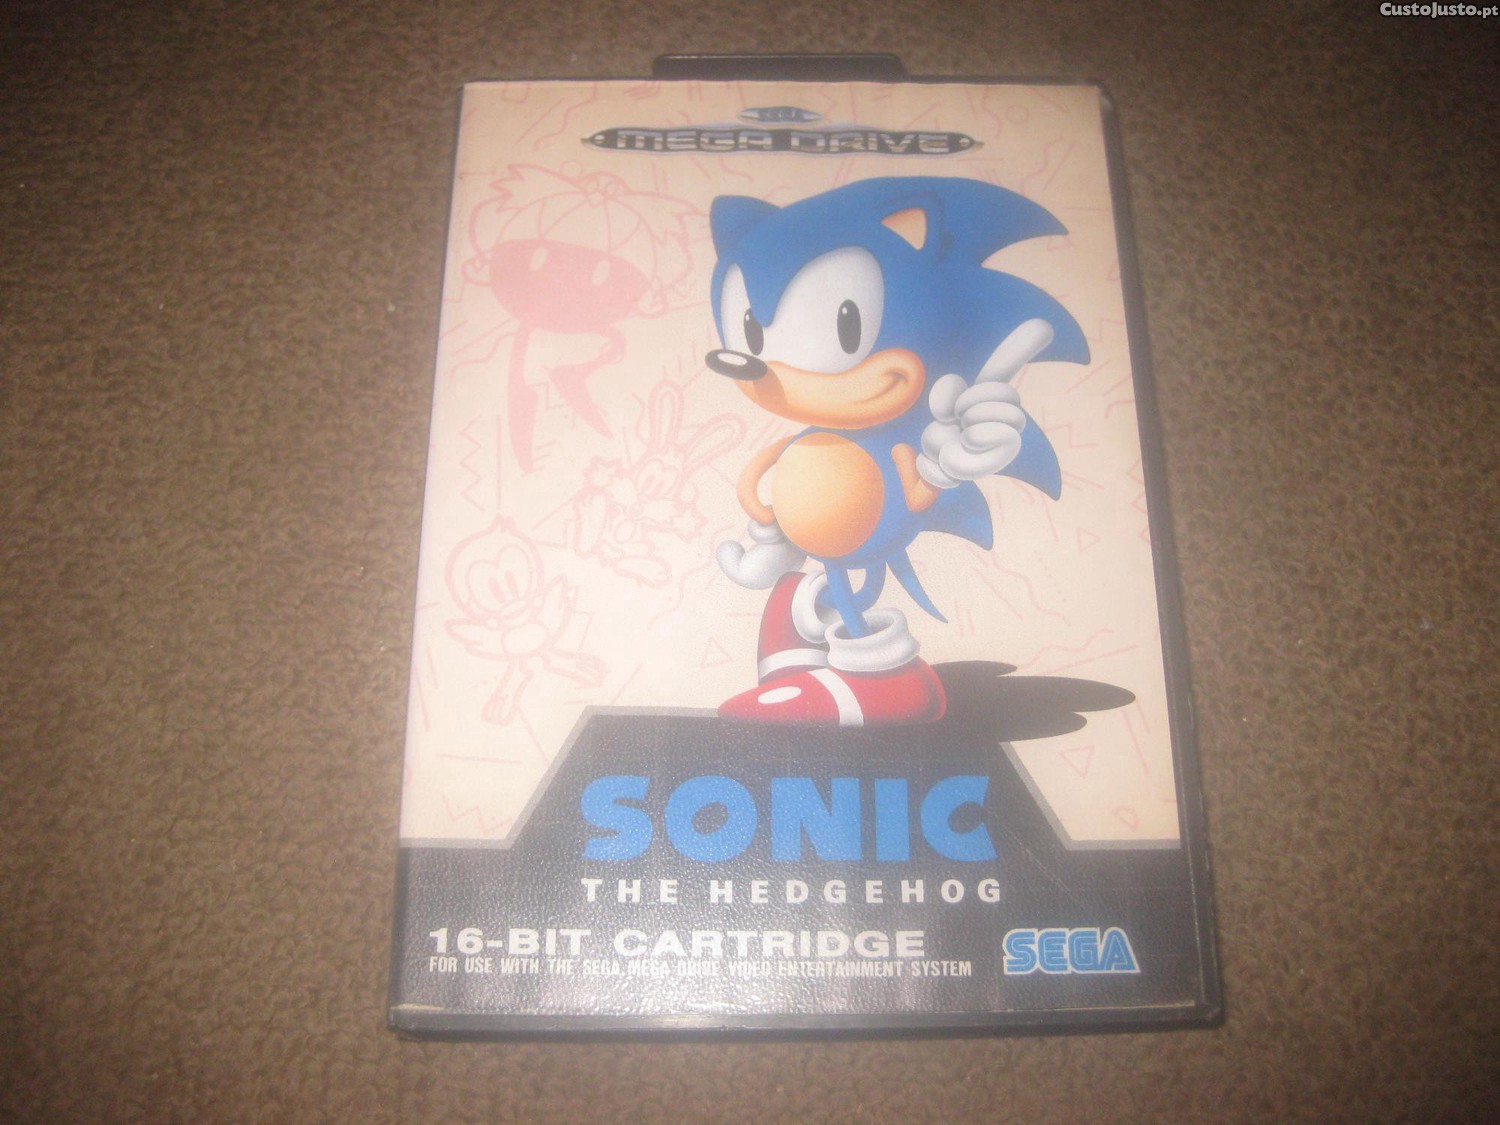 CustoJusto.pt
MEGA DRIVE
SONIC
THE HEDGEHOG
16-BIT CARTRIDGE
FOR USE WITH THE SEGA MEGA DRIVE VIDEO ENTERTAINMENT SYSTEM
SEGA